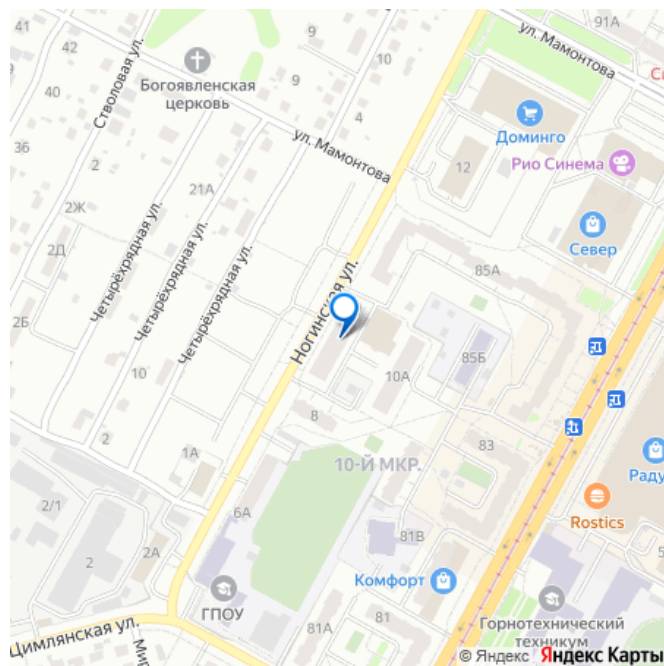 91А
ул. Мамонтова
41
42
9
Стволовая ул.
Богоявленская
церковь
9
40
4
Доминго
ул. Мамонтова
36
2
12
Рио Синема
21А
2Ж
Север
2Д
Четырёхрядная ул.
Четырёхрядная ул.
Четырёхрядная ул.
Ногинская ул.
85А
2Б
85Б
10
10А
8
2
83
1А
10-Й МКР.
Раду
2/1
6А
Rostics
2
2А
81В
Комфорт
ГПОУ
81
Горнотехнический
техникум
Цимлянская ул.
Мир
81А
© Яндекс Яндекс Карты